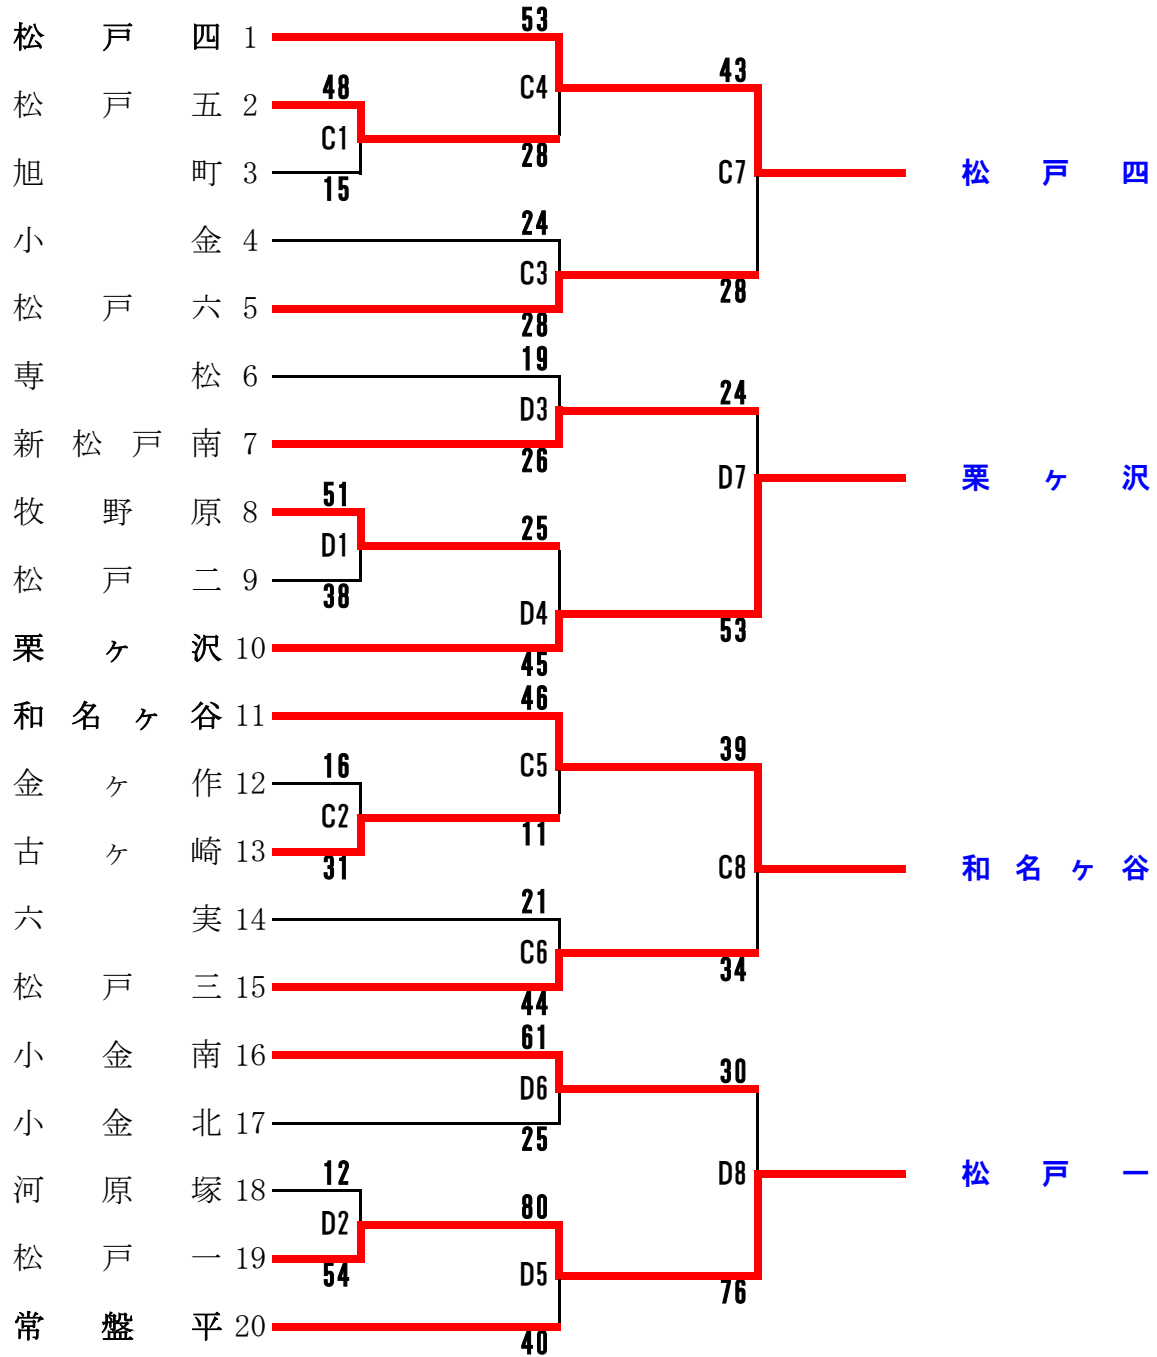 53
松戸四 1
43
48
C4
松戸五 2
C1
28
C7
松戸四
旭町 3
15
24
小金 4
C3
28
松戸六 5
28
19
専松 6
24
D3
新松戸南 7
26
D7
栗ヶ沢
51
牧野原 8
25
D1
松戸二 9
38
D4
53
栗ヶ沢 10
45
46
和名ヶ谷 11
39
16
C5
金ヶ作 12
C2
11
古ヶ崎 13
31
C8
和名ヶ谷
21
六実 14
C6
34
松戸三 15
44
61
小金南 16
30
D6
小金北 17
25
12
D8
松戸一
河原塚 18
80
D2
松戸一 19
54
D5
76
常盤平 20
40